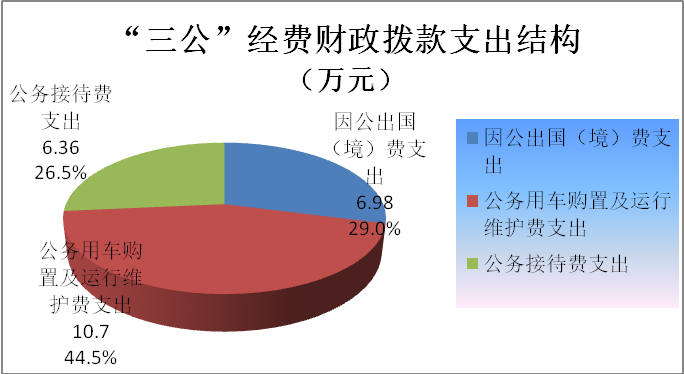 “三公”经费财政拨款支出结构
（万元）
公务接待费
支出
6.36
26.5%
因公出国
（境）费支
出
6.98
29.0%
公务用车购
置及运行维
护费支出
10.7
44.5%
因公出国（境）费支
出
公务用车购置及运行
维护费支出
公务接待费支出